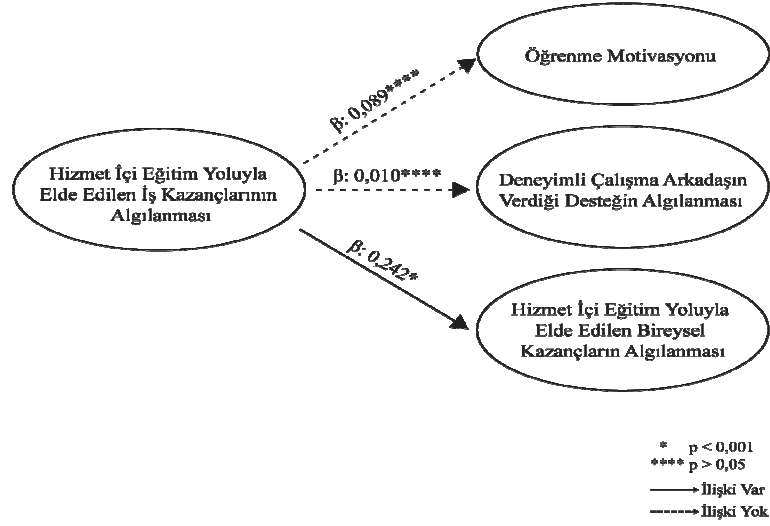 Öğrenme Motivasyonu
β: 0,089****
Hizmet İçi Eğitim Yoluyla
Elde Edilen İş Kazançlarının
Algılanması
β: 0,010****
Deneyimli Çalışma Arkadaşın
Verdiği Desteğin Algılanması
β: 0,242*
Hizmet İçi Eğitim Yoluyla
Elde Edilen Bireysel
Kazançların Algılanması
* p < 0,001
**** p > 0,05
İlişki Var
İlişki Yok